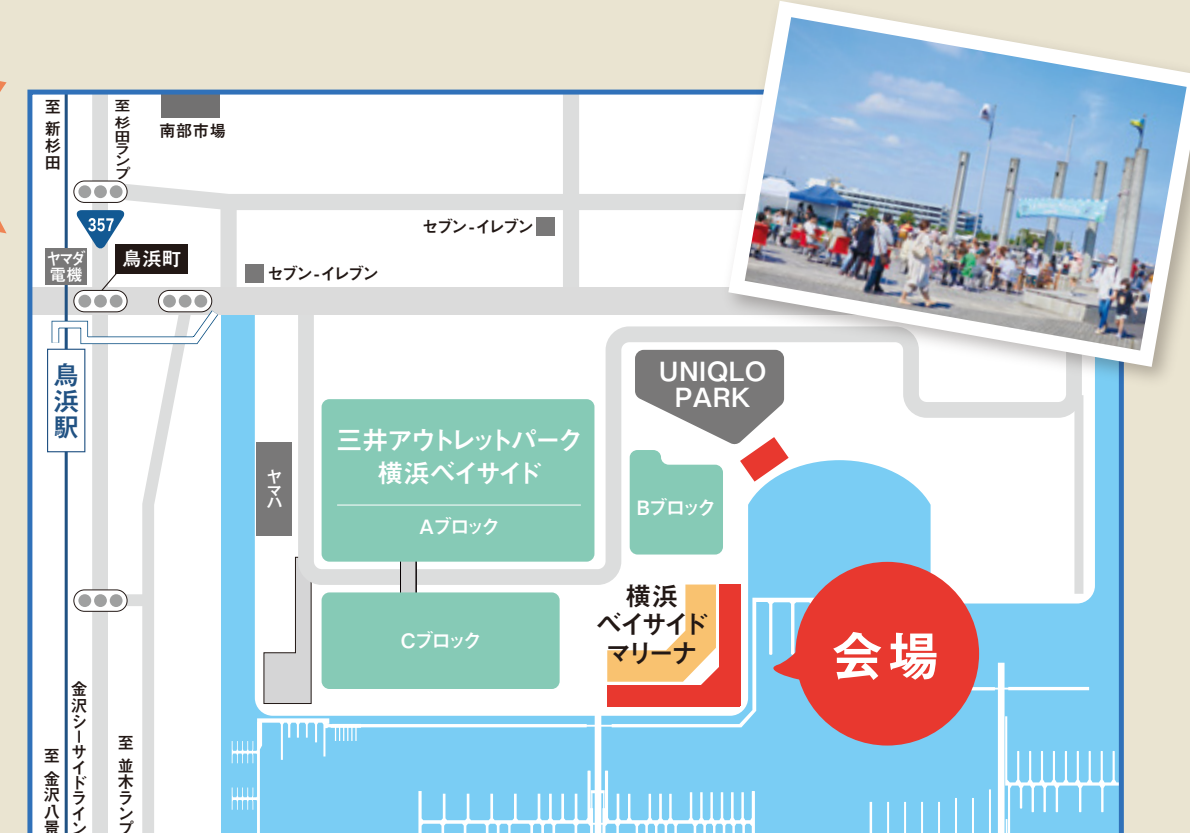 至 新杉田
至 杉田ランプ
南部市場
357
セブン-イレブン
ヤマダ
電機
鳥浜町
セブン-イレブン
鳥浜駅
UNIQLO
PARK
三井アウトレットパーク
横浜ベイサイド
Aブロック
ヤマハ
Bブロック
横浜
ベイサイド
マリーナ
Cブロック
会場
金沢シーサイドライン
至 並木ランプ
至 金沢八景